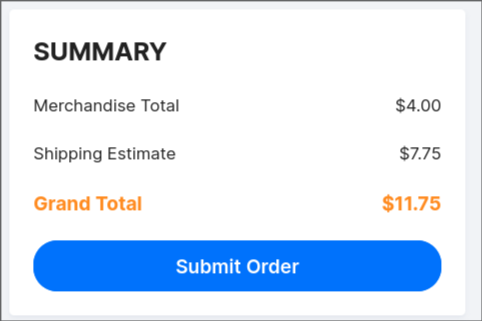 SUMMARY
Merchandise Total $4.00
Shipping Estimate $7.75
Grand Total $11.75
Submit Order